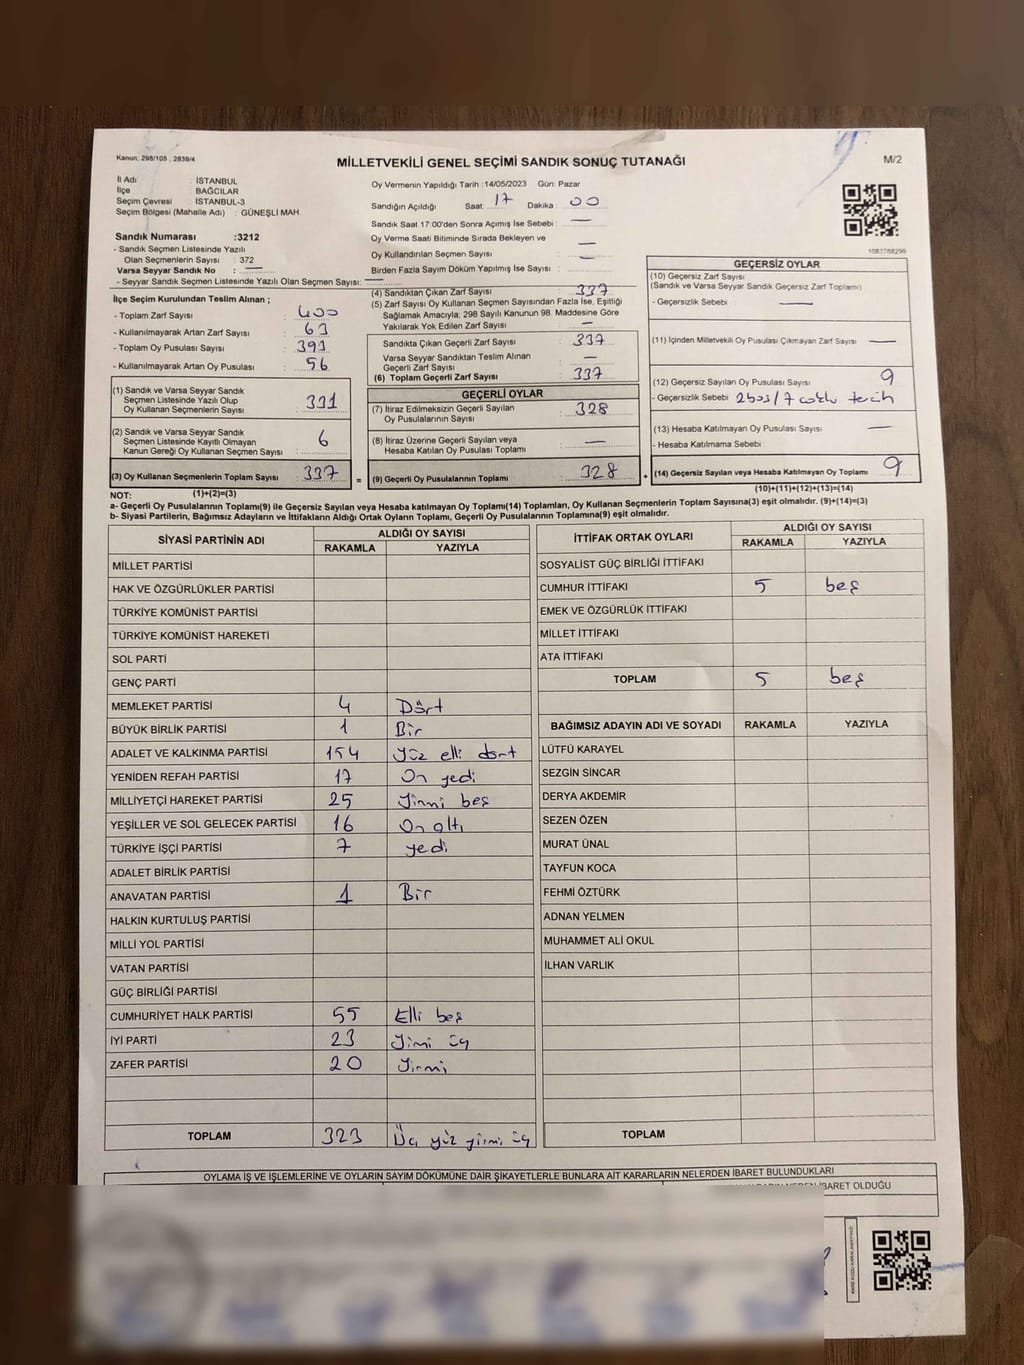 Kanun; 298/105 , 2839/4
MİLLETVEKİLİ GENEL SEÇİMİ SANDIK SONUÇ TUTANAĞI
M/2
İl Adı : İSTANBUL
İlçe : BAĞCILAR
Seçim Çevresi : İSTANBUL-3
Seçim Bölgesi (Mahalle Adı) : GÜNEŞLİ MAH.
Sandık Numarası :3212
- Sandık Seçmen Listesinde Yazılı
Olan Seçmenlerin Sayısı : 372
Varsa Seyyar Sandık No : —
- Seyyar Sandık Seçmen Listesinde Yazılı Olan Seçmen Sayısı: —
Oy Vermenin Yapıldığı Tarih :14/05/2023 Gün: Pazar
Sandığın Açıldığı Saat: 17 Dakika : 00
Sandık Saat 17:00'den Sonra Açımış İse Sebebi : —
Oy Verme Saati Bitiminde Sırada Bekleyen ve
Oy Kullandırılan Seçmen Sayısı : —
Birden Fazla Sayım Döküm Yapılmış İse Sayısı : —
1087788299
İlçe Seçim Kurulundan Teslim Alınan ;
- Toplam Zarf Sayısı : 400
- Kullanılmayarak Artan Zarf Sayısı : 63
- Toplam Oy Pusulası Sayısı : 393
- Kullanılmayarak Artan Oy Pusulası : 56
(1) Sandık ve Varsa Seyyar Sandık
Seçmen Listesinde Yazılı Olup
Oy Kullanan Seçmenlerin Sayısı : 331
(2) Sandık ve Varsa Seyyar Sandık
Seçmen Listesinde Kayıtlı Olmayan
Kanun Gereği Oy Kullanan Seçmen Sayısı : 6
(3) Oy Kullanan Seçmenlerin Toplam Sayısı : 337
(4) Sandıktan Çıkan Zarf Sayısı : 337
(5) Zarf Sayısı Oy Kullanan Seçmen Sayısından Fazla İse, Eşitliği
Sağlamak Amacıyla; 298 Sayılı Kanunun 98. Maddesine Göre
Yakılarak Yok Edilen Zarf Sayısı : —
Sandıkta Çıkan Geçerli Zarf Sayısı : 337
Varsa Seyyar Sandıktan Teslim Alınan
Geçerli Zarf Sayısı : —
(6) Toplam Geçerli Zarf Sayısı : 337
GEÇERLİ OYLAR
(7) İtiraz Edilmeksizin Geçerli Sayılan
Oy Pusulalarının Sayısı : 328
(8) İtiraz Üzerine Geçerli Sayılan veya
Hesaba Katılan Oy Pusulası Toplamı : —
= (9) Geçerli Oy Pusulalarının Toplamı : 328
GEÇERSİZ OYLAR
(10) Geçersiz Zarf Sayısı
(Sandık ve Varsa Seyyar Sandık Geçersiz Zarf Toplamı)
- Geçersizlik Sebebi : —
(11) İçinden Milletvekili Oy Pusulası Çıkmayan Zarf Sayısı : —
(12) Geçersiz Sayılan Oy Pusulası Sayısı : 9
- Geçersizlik Sebebi : 2boş/7 çoklu tercih
(13) Hesaba Katılmayan Oy Pusulası Sayısı : —
- Hesaba Katılmama Sebebi :
+ (14) Geçersiz Sayılan veya Hesaba Katılmayan Oy Toplamı : 9
NOT: (1)+(2)=(3)
(10)+(11)+(12)+(13)=(14)
a- Geçerli Oy Pusulalarının Toplamı(9) ile Geçersiz Sayılan veya Hesaba katılmayan Oy Toplamı(14) Toplamları, Oy Kullanan Seçmenlerin Toplam Sayısına(3) eşit olmalıdır. (9)+(14)=(3)
b- Siyasi Partilerin, Bağımsız Adayların ve İttifakların Aldığı Ortak Oyların Toplamı, Geçerli Oy Pusulalarının Toplamına(9) eşit olmalıdır.
SİYASİ PARTİNİN ADI ALDIĞI OY SAYISI
RAKAMLA YAZIYLA
MİLLET PARTİSİ
HAK VE ÖZGÜRLÜKLER PARTİSİ
TÜRKİYE KOMÜNİST PARTİSİ
TÜRKİYE KOMÜNİST HAREKETİ
SOL PARTİ
GENÇ PARTİ
MEMLEKET PARTİSİ 4 Dört
BÜYÜK BİRLİK PARTİSİ 1 Bir
ADALET VE KALKINMA PARTİSİ 154 Yüz elli dört
YENİDEN REFAH PARTİSİ 17 On yedi
MİLLİYETÇİ HAREKET PARTİSİ 25 Yirmi beş
YEŞİLLER VE SOL GELECEK PARTİSİ 16 On altı
TÜRKİYE İŞÇİ PARTİSİ 7 yedi
ADALET BİRLİK PARTİSİ
ANAVATAN PARTİSİ 1 Bir
HALKIN KURTULUŞ PARTİSİ
MİLLİ YOL PARTİSİ
VATAN PARTİSİ
GÜÇ BİRLİĞİ PARTİSİ
CUMHURİYET HALK PARTİSİ 55 Elli beş
İYİ PARTİ 23 Yirmi üç
ZAFER PARTİSİ 20 Yirmi
TOPLAM 323 Üç yüz yirmi üç
İTTİFAK ORTAK OYLARI ALDIĞI OY SAYISI
RAKAMLA YAZIYLA
SOSYALIST GÜÇ BİRLİĞİ İTTİFAKI
CUMHUR İTTİFAKI 5 beş
EMEK VE ÖZGÜRLÜK İTTİFAKI
MİLLET İTTİFAKI
ATA İTTİFAKI
TOPLAM 5 beş
BAĞIMSIZ ADAYIN ADI VE SOYADI RAKAMLA YAZIYLA
LÜTFÜ KARAYEL
SEZGİN SİNCAR
DERYA AKDEMİR
SEZEN ÖZEN
MURAT ÜNAL
TAYFUN KOCA
FEHMİ ÖZTÜRK
ADNAN YELMEN
MUHAMMET ALİ OKUL
İLHAN VARLIK
TOPLAM
OYLAMA İŞ VE İŞLEMLERİNE VE OYLARIN SAYIM DÖKÜMÜNE DAİR ŞİKAYETLERLE BUNLARA AİT KARARLARIN NELERDEN İBARET BULUNDUKLARI
İBARET OLDUĞU